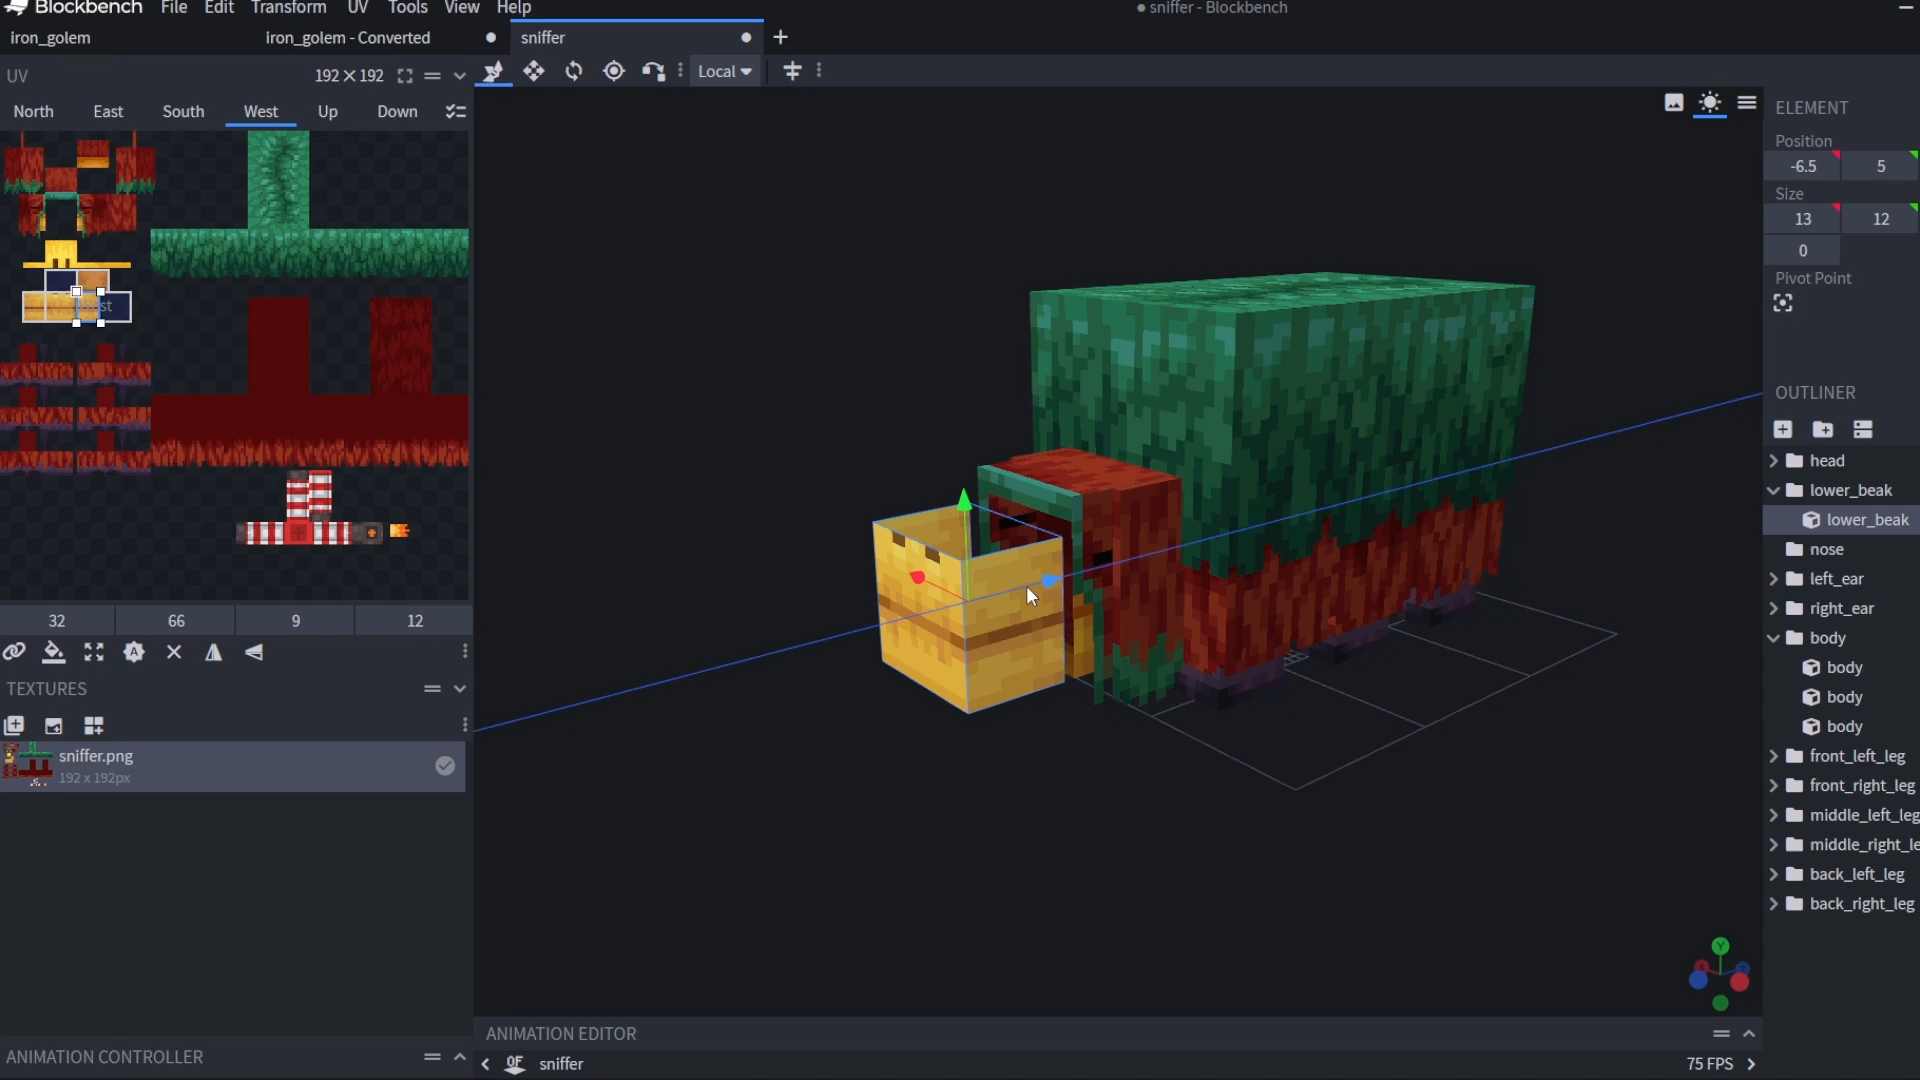 Blockbench File Edit Transform UV Tools View Help
● sniffer - Blockbench
iron_golem
iron_golem - Converted
sniffer
UV
192 × 192
Local
North East South West Up Down
ELEMENT
Position
-6.5 5
Size
13 12
0
Pivot Point
OUTLINER
head
lower_beak
lower_beak
nose
left_ear
right_ear
body
body
body
body
front_left_leg
front_right_leg
middle_left_leg
middle_right_le
back_left_leg
back_right_leg
32 66 9 12
TEXTURES
sniffer.png
192 x 192px
Y
ANIMATION EDITOR
ANIMATION CONTROLLER
OF sniffer
75 FPS